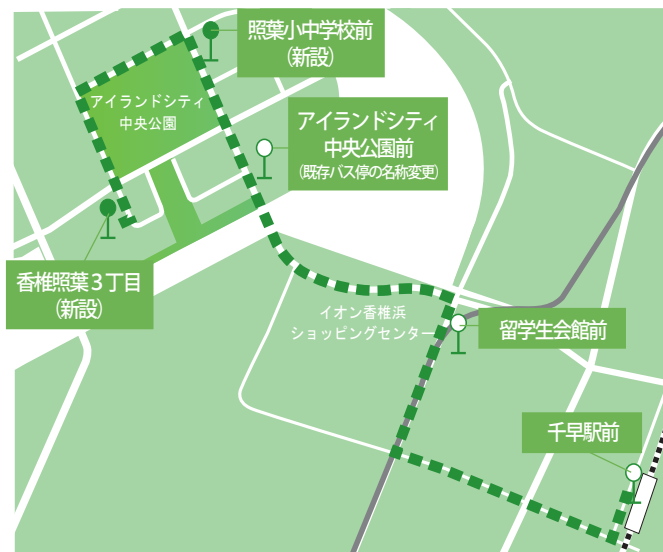 照葉小中学校前
(新設)
アイランドシティ
中央公園
アイランドシティ
中央公園前
(既存バス停の名称変更)
香椎照葉3丁目
(新設)
イオン香椎浜
ショッピングセンター
留学生会館前
千早駅前